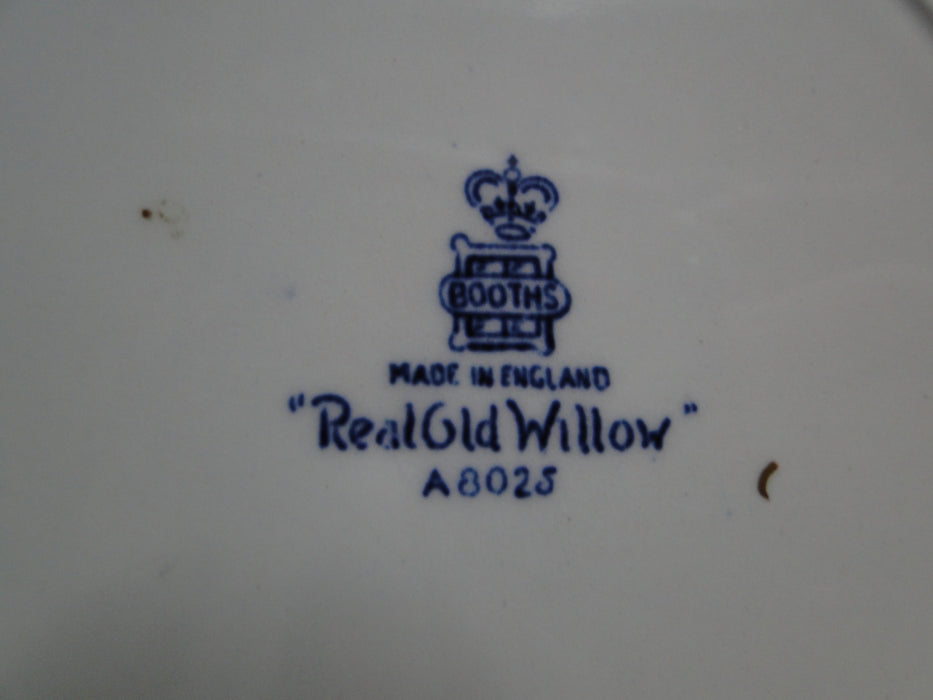 BOOTHS
MADE IN ENGLAND
"Real Old Willow"
A8025